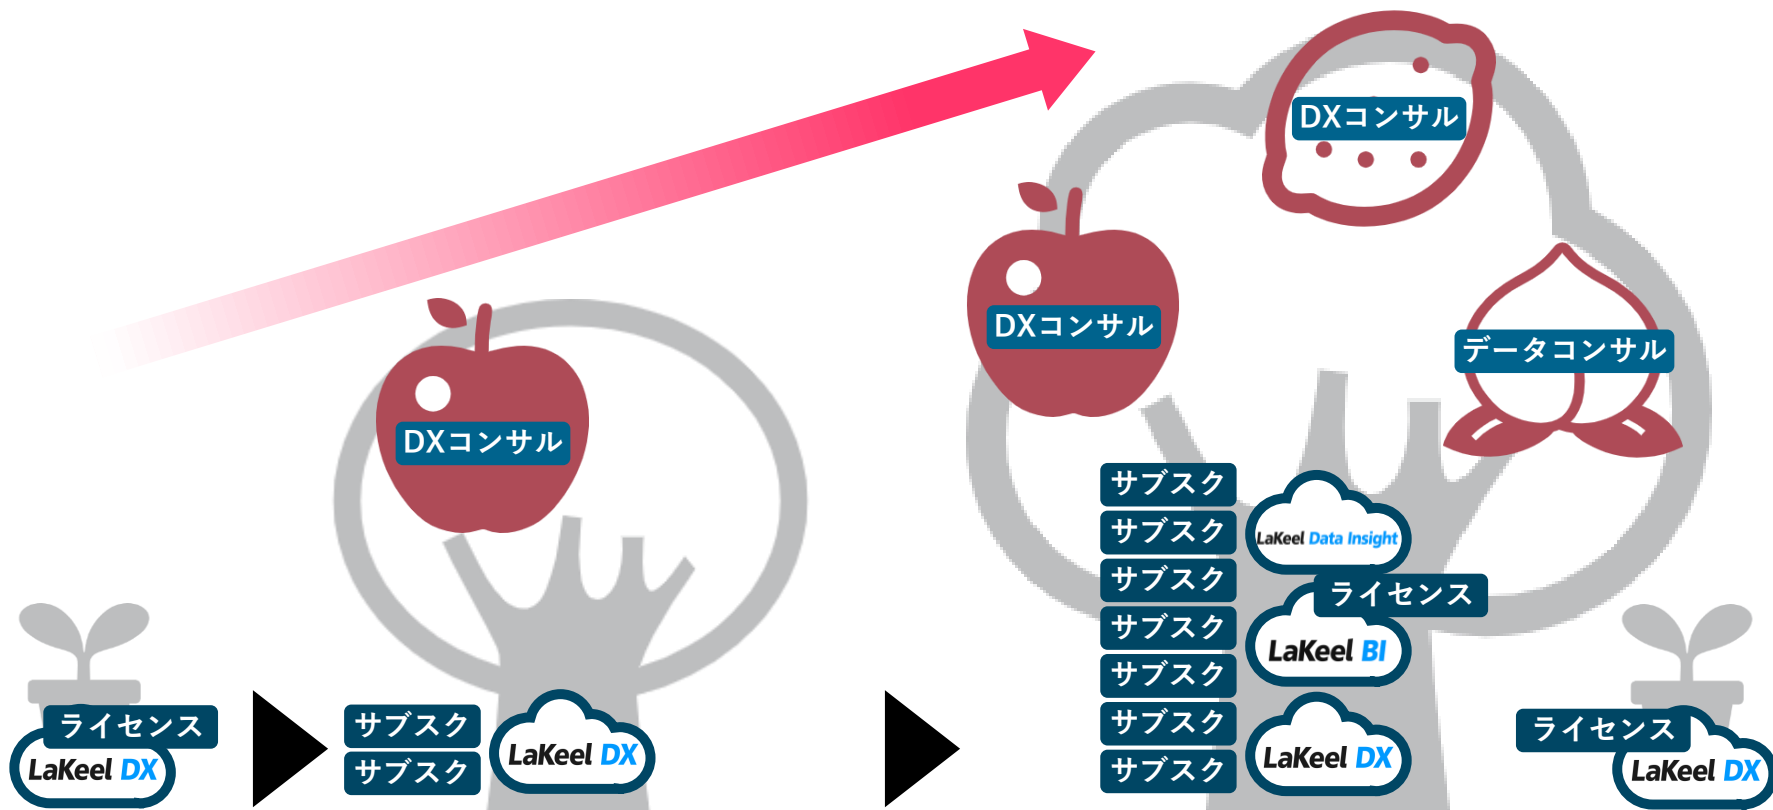 ライセンス
LaKeel DX
DXコンサル
サブスク
サブスク
LaKeel DX
DXコンサル
DXコンサル
データコンサル
サブスク
サブスク
サブスク
サブスク
サブスク
サブスク
サブスク
LaKeel Data Insight
ライセンス
LaKeel BI
LaKeel DX
ライセンス
LaKeel DX